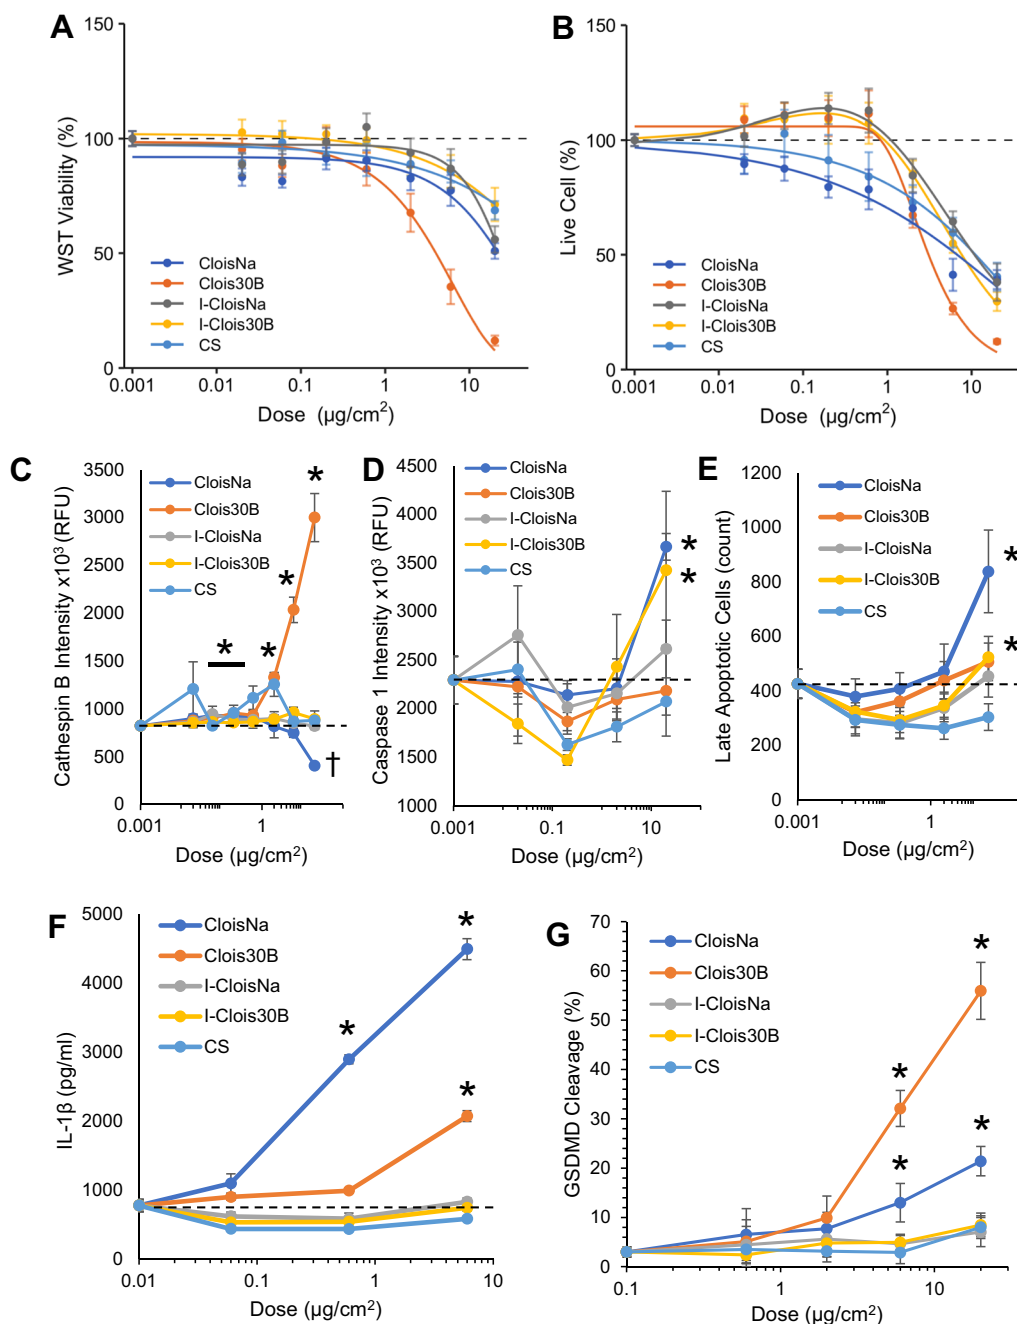 A
WST Viability (%)
150
100
50
0
CloisNa
Clois30B
I-CloisNa
I-Clois30B
CS
0.001 0.01 0.1 1 10
Dose (µg/cm²)
B
Live Cell (%)
150
100
50
0
CloisNa
Clois30B
I-CloisNa
I-Clois30B
CS
0.001 0.01 0.1 1 10
Dose (µg/cm²)
C
Cathespin B Intensity x10³ (RFU)
3500
3000
2500
2000
1500
1000
500
0
CloisNa
Clois30B
I-CloisNa
I-Clois30B
CS
*
*
*
*
†
0.001 1
Dose (µg/cm²)
D
Caspase 1 Intensity x10³ (RFU)
4500
4000
3500
3000
2500
2000
1500
1000
CloisNa
Clois30B
I-CloisNa
I-Clois30B
CS
*
*
0.001 0.1 10
Dose (µg/cm²)
E
Late Apoptotic Cells (count)
1200
1000
800
600
400
200
0
CloisNa
Clois30B
I-CloisNa
I-Clois30B
CS
*
*
0.001 1
Dose (µg/cm²)
F
IL-1β (pg/ml)
5000
4000
3000
2000
1000
0
CloisNa
Clois30B
I-CloisNa
I-Clois30B
CS
*
*
*
0.01 0.1 1 10
Dose (µg/cm²)
G
GSDMD Cleavage (%)
70
60
50
40
30
20
10
0
CloisNa
Clois30B
I-CloisNa
I-Clois30B
CS
*
*
*
*
0.1 1 10
Dose (µg/cm²)